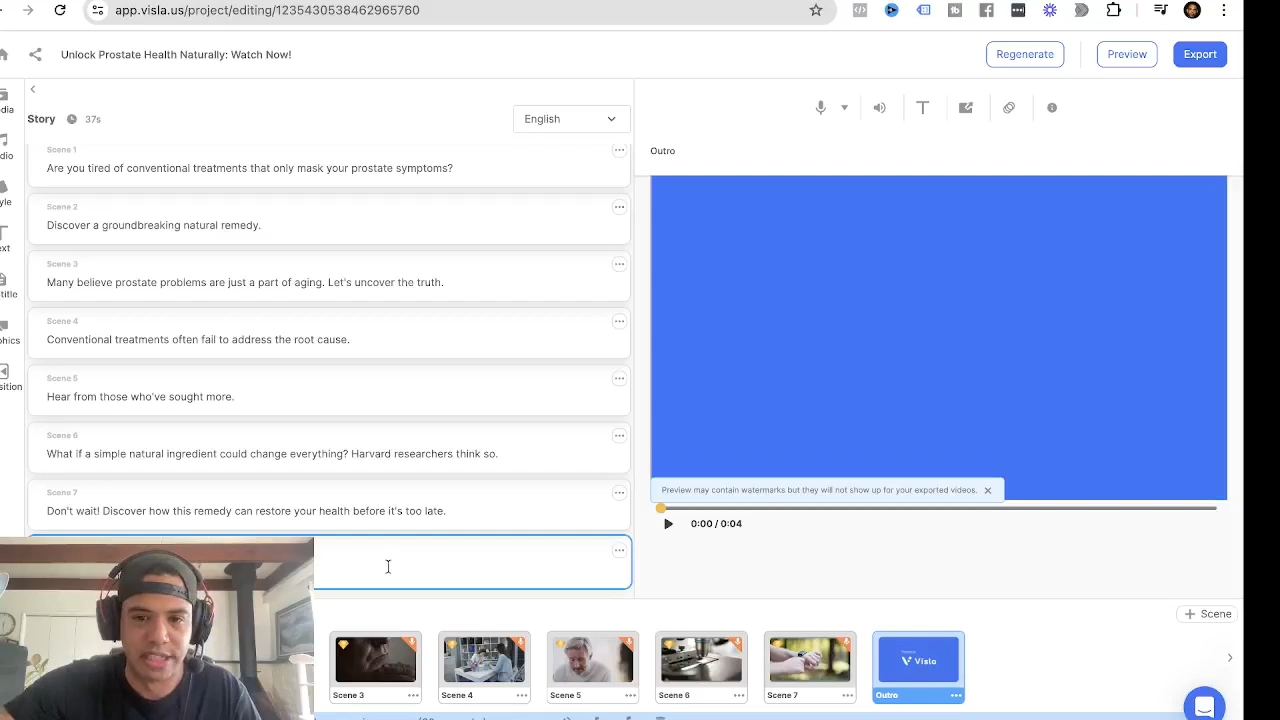 app.visla.us/project/editing/1235430538462965760
Unlock Prostate Health Naturally: Watch Now!
Regenerate
Preview
Export
dia
dio
yle
ext
title
phics
sition
Story
37s
English
Scene 1
Are you tired of conventional treatments that only mask your prostate symptoms?
Scene 2
Discover a groundbreaking natural remedy.
Scene 3
Many believe prostate problems are just a part of aging. Let's uncover the truth.
Scene 4
Conventional treatments often fail to address the root cause.
Scene 5
Hear from those who've sought more.
Scene 6
What if a simple natural ingredient could change everything? Harvard researchers think so.
Scene 7
Don't wait! Discover how this remedy can restore your health before it's too late.
Outro
Preview may contain watermarks but they will not show up for your exported videos.
0:00 / 0:04
+ Scene
Scene 3
Scene 4
Scene 5
Scene 6
Scene 7
Visla
Outro